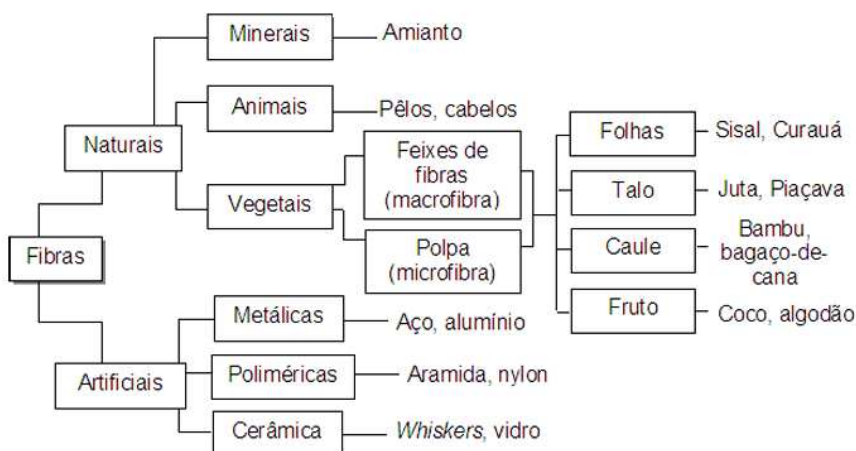 Minerais
Amianto
Animais
Pêlos, cabelos
Naturais
Vegetais
Feixes de
fibras
(macrofibra)
Polpa
(microfibra)
Folhas
Sisal, Curauá
Talo
Juta, Piaçava
Caule
Bambu,
bagaço-de-
cana
Fruto
Coco, algodão
Fibras
Metálicas
Aço, alumínio
Artificiais
Poliméricas
Aramida, nylon
Cerâmica
Whiskers, vidro